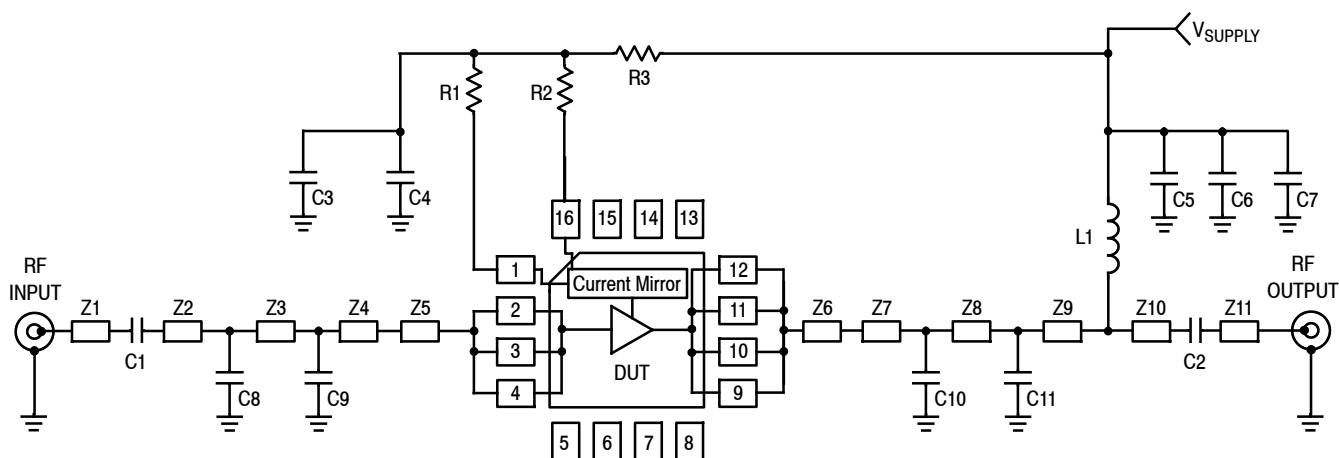 V_SUPPLY
R3
R1
R2
C3
C4
C5
C6
C7
16
15
14
13
L1
RF
INPUT
1
Current Mirror
12
RF
OUTPUT
Z1
Z2
Z3
Z4
Z5
2
11
Z6
Z7
Z8
Z9
Z10
Z11
C1
3
10
C2
DUT
C8
C9
4
9
C10
C11
5
6
7
8